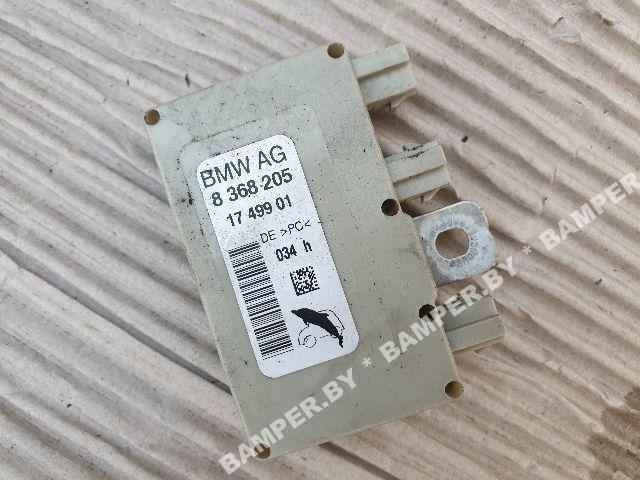 BMW AG
8 368 205
17 499 01
DE >PC<
034 h
BAMPER.BY * BAMPER.BY * BAMPER.BY